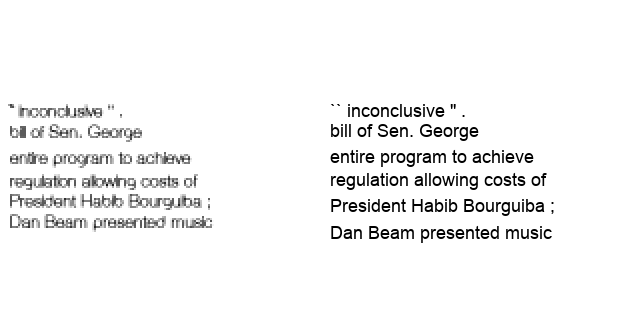 `` inconclusive " .
bill of Sen. George
entire program to achieve
regulation allowing costs of
President Habib Bourguiba ;
Dan Beam presented music
`` inconclusive " .
bill of Sen. George
entire program to achieve
regulation allowing costs of
President Habib Bourguiba ;
Dan Beam presented music